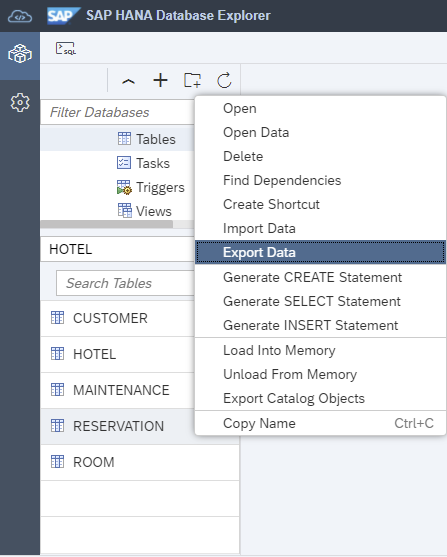 SAP SAP HANA Database Explorer
SQL
Filter Databases
Tables
Tasks
Triggers
Views
HOTEL
Search Tables
CUSTOMER
HOTEL
MAINTENANCE
RESERVATION
ROOM
Open
Open Data
Delete
Find Dependencies
Create Shortcut
Import Data
Export Data
Generate CREATE Statement
Generate SELECT Statement
Generate INSERT Statement
Load Into Memory
Unload From Memory
Export Catalog Objects
Copy Name Ctrl+C